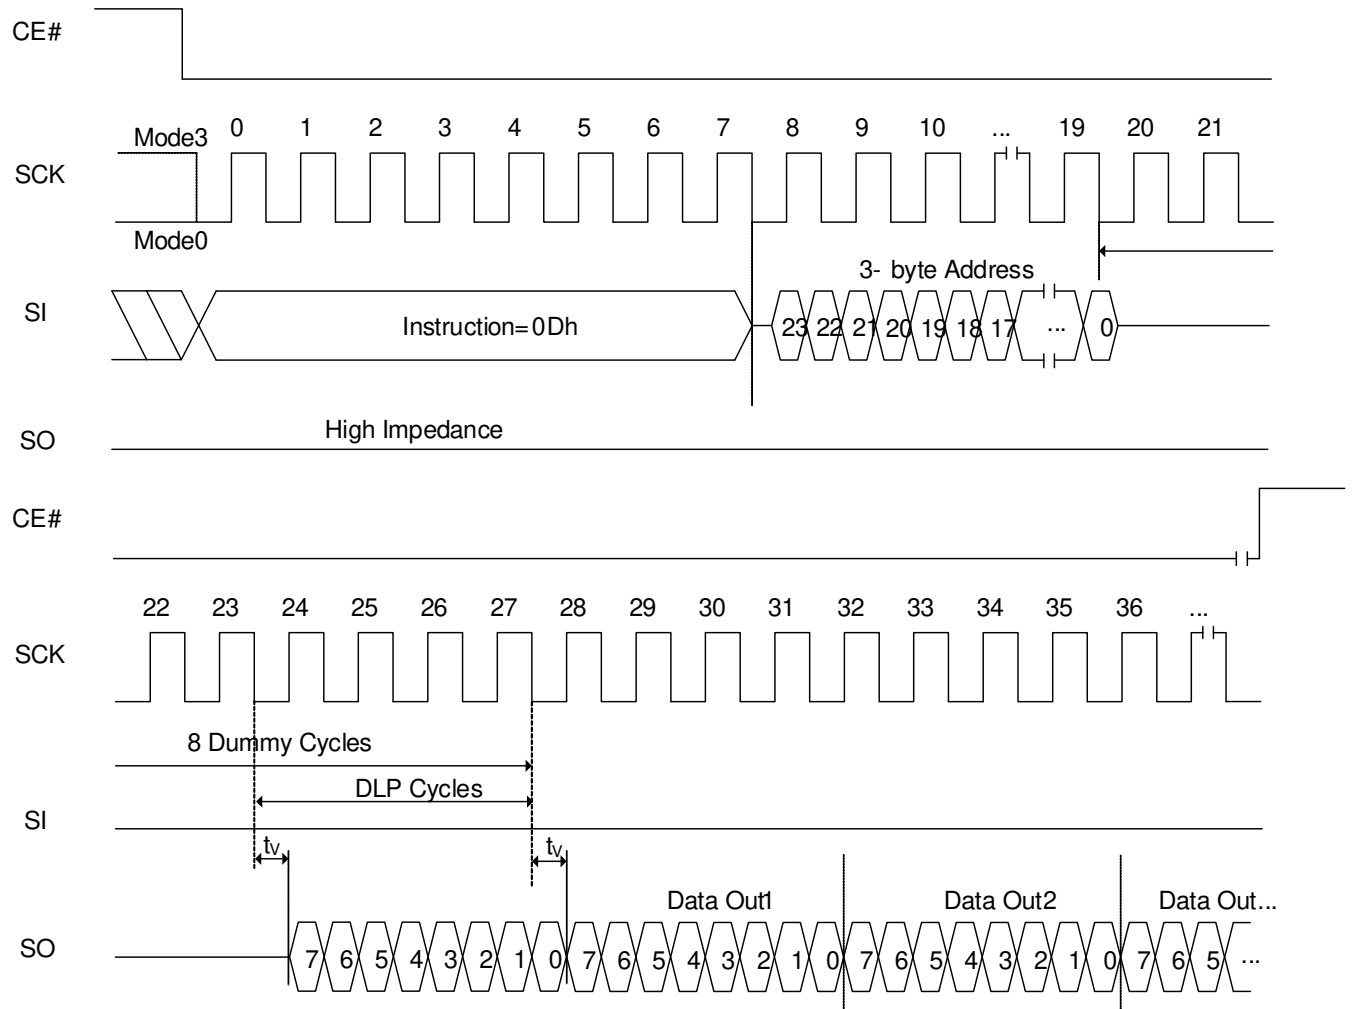 CE#
0 1 2 3 4 5 6 7 8 9 10 ... 19 20 21
Mode3
SCK
Mode0
3- byte Address
SI
Instruction=0Dh
23 22 21 20 19 18 17 ... 0
High Impedance
SO
CE#
22 23 24 25 26 27 28 29 30 31 32 33 34 35 36 ...
SCK
8 Dummy Cycles
DLP Cycles
SI
tV tV
Data Out1 Data Out2 Data Out...
SO
7 6 5 4 3 2 1 0 7 6 5 4 3 2 1 0 7 6 5 4 3 2 1 0 7 6 5 ...